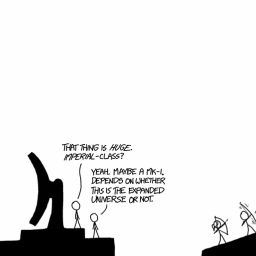 THAT THING IS HUGE.
IMPERIAL-CLASS?
YEAH. MAYBE A MK-I,
DEPENDS ON WHETHER
THIS IS THE EXPANDED
UNIVERSE OR NOT.